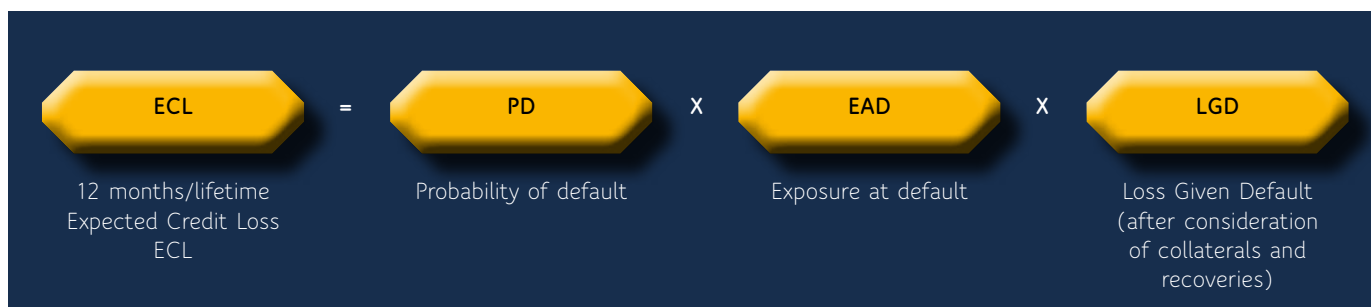 ECL = PD X EAD X LGD
12 months/lifetime
Expected Credit Loss
ECL
Probability of default
Exposure at default
Loss Given Default
(after consideration
of collaterals and
recoveries)